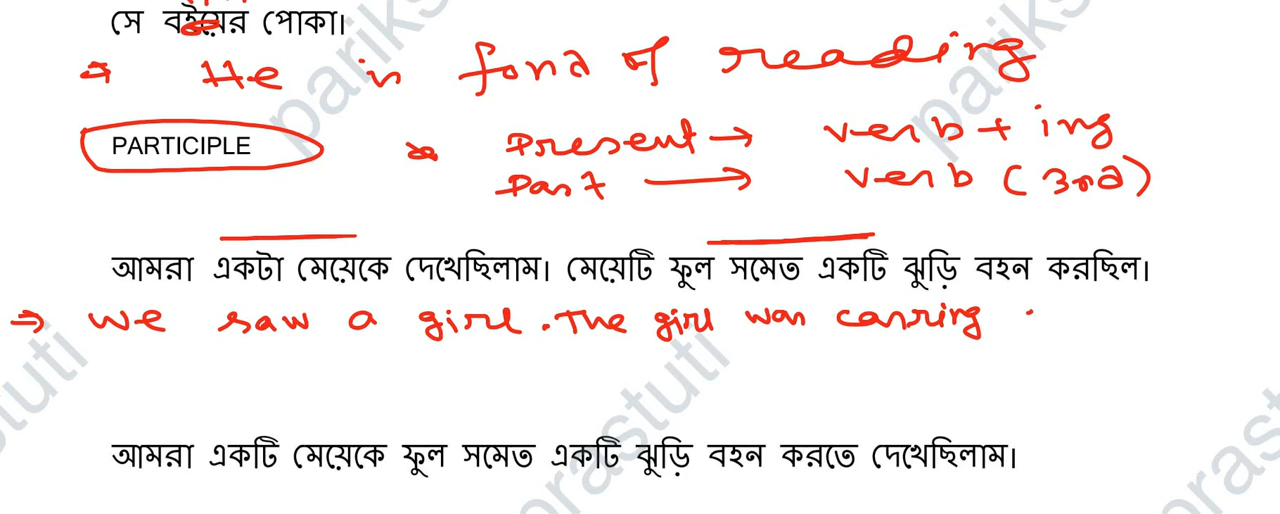 সে বইয়ের পোকা।
⇒ He is fond of reading
PARTICIPLE
* Present → verb + ing
Past → verb (3rd)
আমরা একটা মেয়েকে দেখেছিলাম। মেয়েটি ফুল সমেত একটি ঝুড়ি বহন করছিল।
⇒ We saw a girl. The girl was carring
আমরা একটি মেয়েকে ফুল সমেত একটি ঝুড়ি বহন করতে দেখেছিলাম।